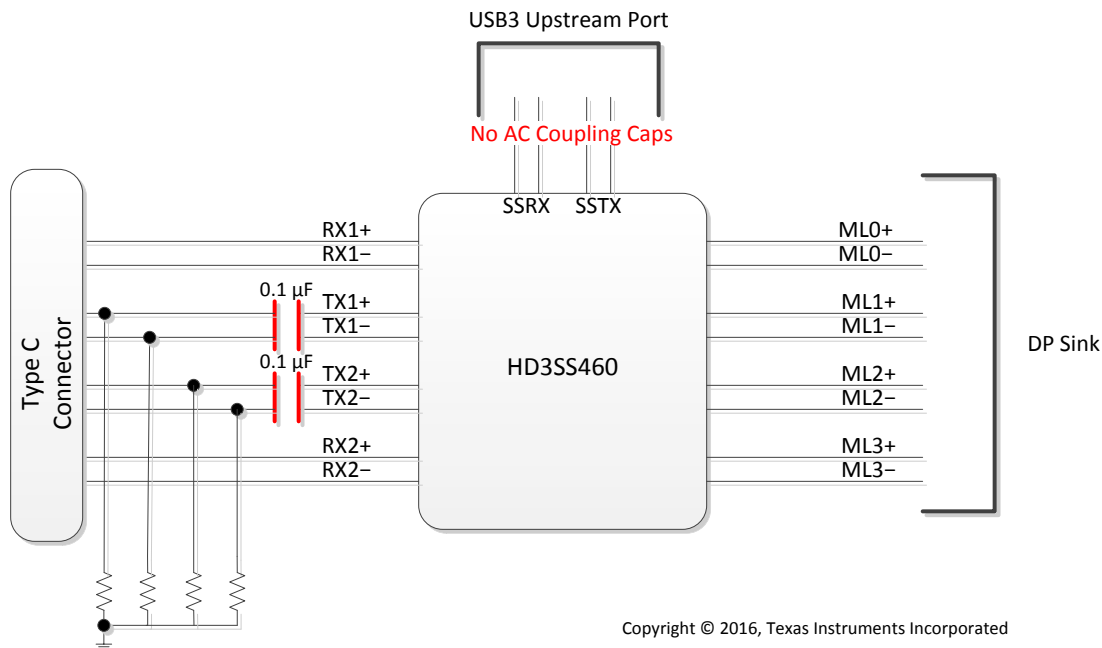 USB3 Upstream Port
No AC Coupling Caps
SSRX SSTX
Type C
Connector
RX1+
RX1−
0.1 µF
TX1+
TX1−
0.1 µF
TX2+
TX2−
RX2+
RX2−
HD3SS460
ML0+
ML0−
ML1+
ML1−
ML2+
ML2−
ML3+
ML3−
DP Sink
Copyright © 2016, Texas Instruments Incorporated